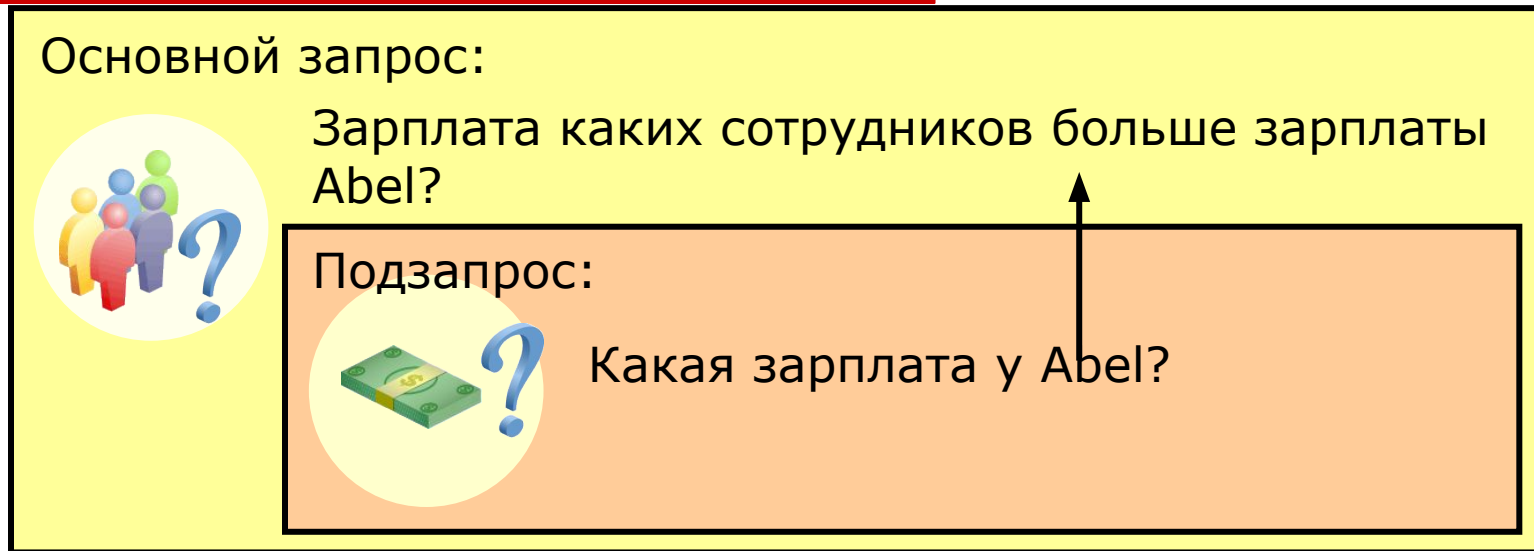 Основной запрос:
Зарплата каких сотрудников больше зарплаты
Abel?
Подзапрос:
Какая зарплата у Abel?